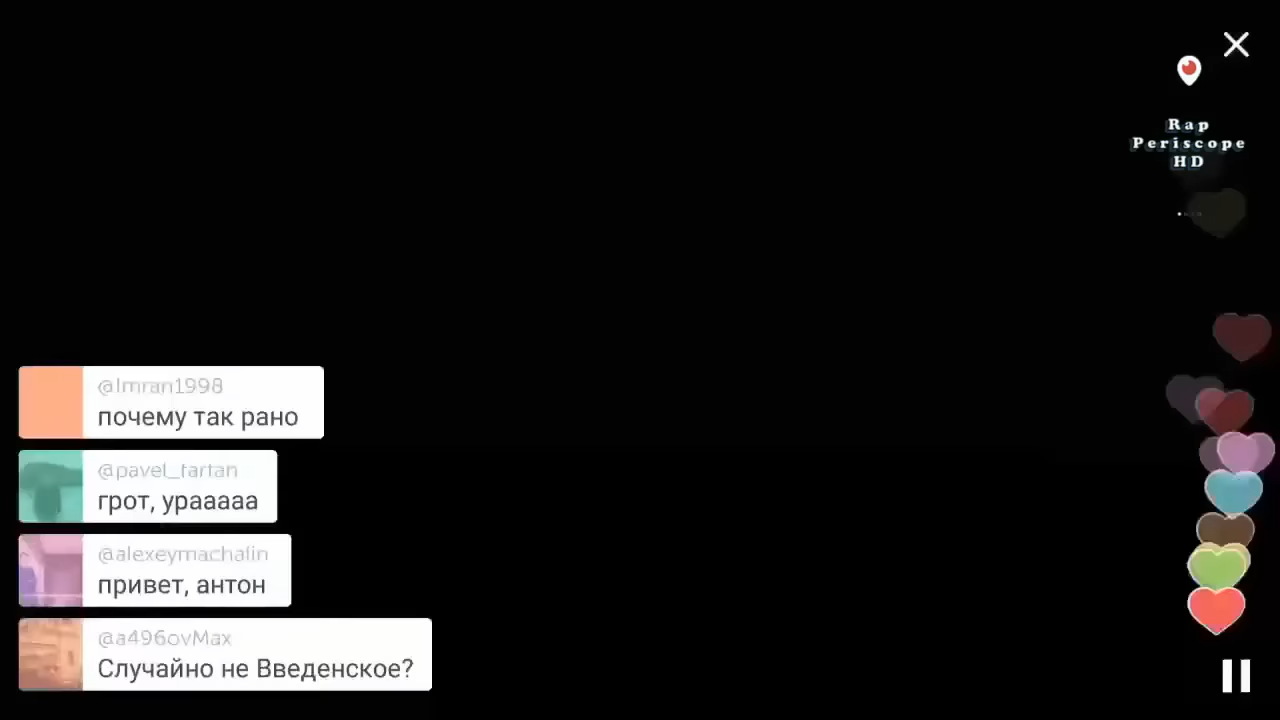 Rap
Periscope
HD
@Imran1998
почему так рано
@pavel_tartan
грот, урааааа
@alexeymachalin
привет, антон
@a496ovMax
Случайно не Введенское?